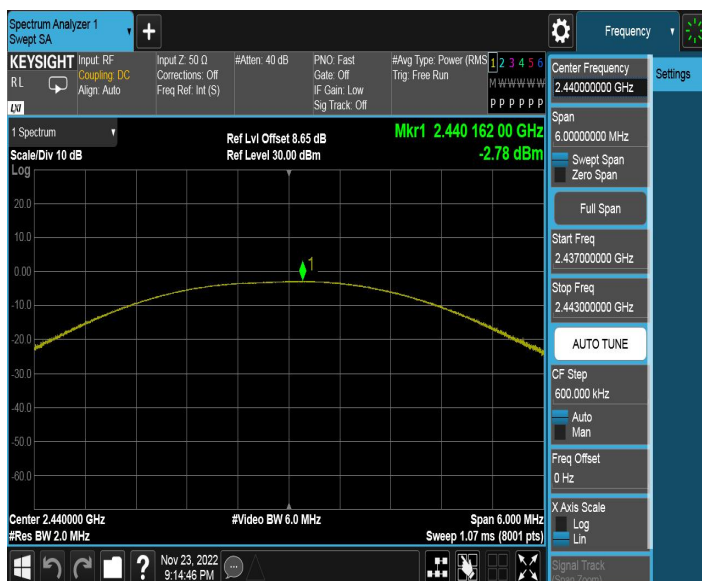 Spectrum Analyzer 1
Swept SA
+
Frequency
KEYSIGHT
RL
LXI
Input: RF
Coupling: DC
Align: Auto
Input Z: 50 Ω
Corrections: Off
Freq Ref: Int (S)
#Atten: 40 dB
PNO: Fast
Gate: Off
IF Gain: Low
Sig Track: Off
#Avg Type: Power (RMS
Trig: Free Run
1 2 3 4 5 6
M W W W W W
P P P P P P
Center Frequency
2.440000000 GHz
Settings
Span
6.00000000 MHz
Swept Span
Zero Span
Full Span
Start Freq
2.437000000 GHz
Stop Freq
2.443000000 GHz
AUTO TUNE
CF Step
600.000 kHz
Auto
Man
Freq Offset
0 Hz
X Axis Scale
Log
Lin
Signal Track
(Span Zoom)
1 Spectrum
Scale/Div 10 dB
Log
Ref Lvl Offset 8.65 dB
Ref Level 30.00 dBm
Mkr1 2.440 162 00 GHz
-2.78 dBm
1
20.0
10.0
0.00
-10.0
-20.0
-30.0
-40.0
-50.0
-60.0
Center 2.440000 GHz
#Res BW 2.0 MHz
#Video BW 6.0 MHz
Span 6.000 MHz
Sweep 1.07 ms (8001 pts)
?
Nov 23, 2022
9:14:46 PM